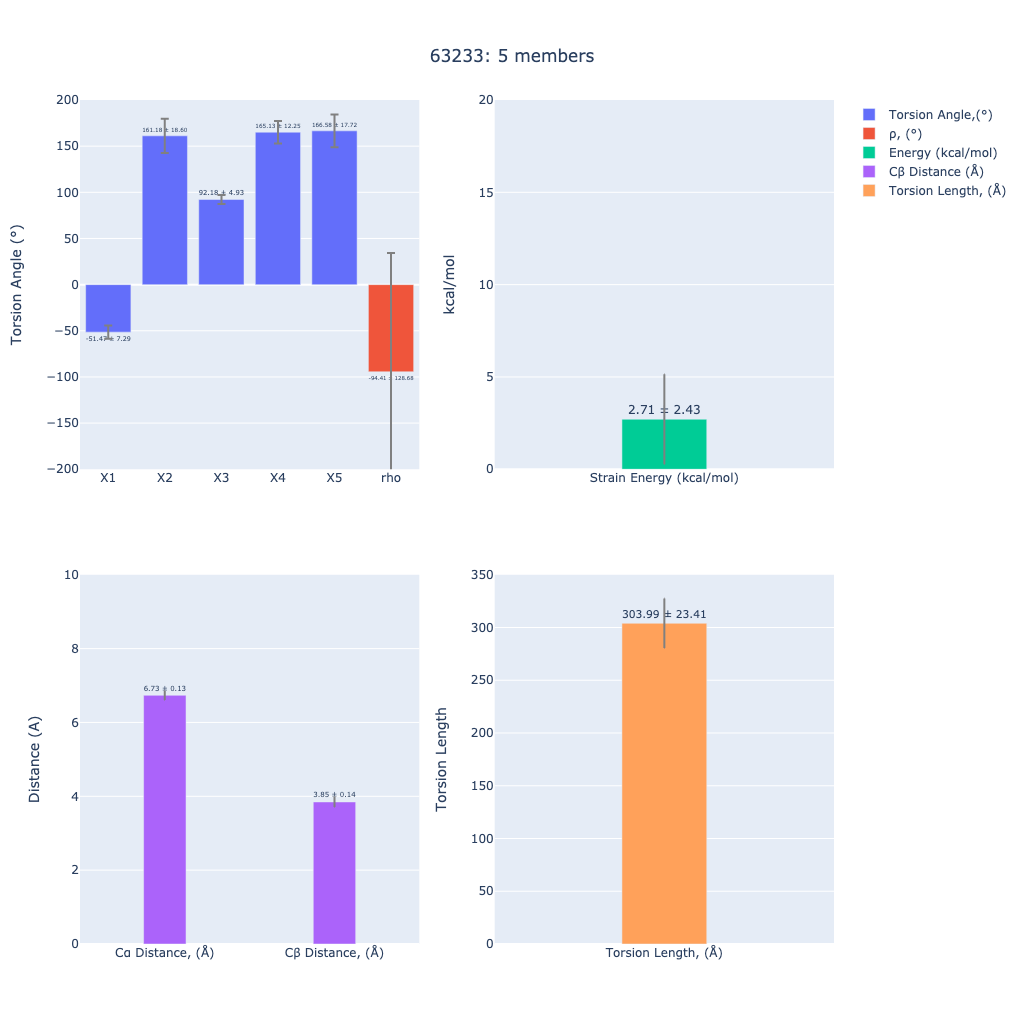 63233: 5 members
Torsion Angle (°)
200
150
100
50
0
−50
−100
−150
−200
161.18 ± 18.60
165.13 ± 12.25
166.58 ± 17.72
92.18 ± 4.93
-51.47 ± 7.29
-94.41 ± 128.68
X1
X2
X3
X4
X5
rho
kcal/mol
20
15
10
5
0
2.71 ± 2.43
Strain Energy (kcal/mol)
Torsion Angle,(°)
ρ, (°)
Energy (kcal/mol)
Cβ Distance (Å)
Torsion Length, (Å)
Distance (A)
10
8
6
4
2
0
6.73 ± 0.13
3.85 ± 0.14
Cα Distance, (Å)
Cβ Distance, (Å)
Torsion Length
350
300
250
200
150
100
50
0
303.99 ± 23.41
Torsion Length, (Å)